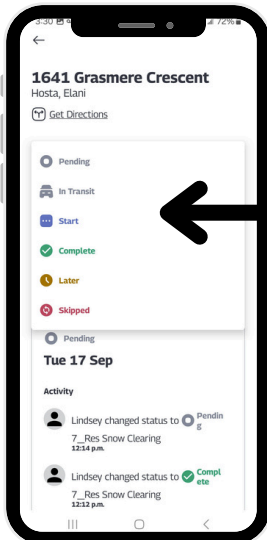 3:30
72%
1641 Grasmere Crescent
Hosta, Elani
Get Directions
Pending
In Transit
Start
Complete
Later
Skipped
Pending
Tue 17 Sep
Activity
Lindsey changed status to Pendin
g
7_Res Snow Clearing
12:14 p.m.
Lindsey changed status to Compl
ete
7_Res Snow Clearing
12:12 p.m.